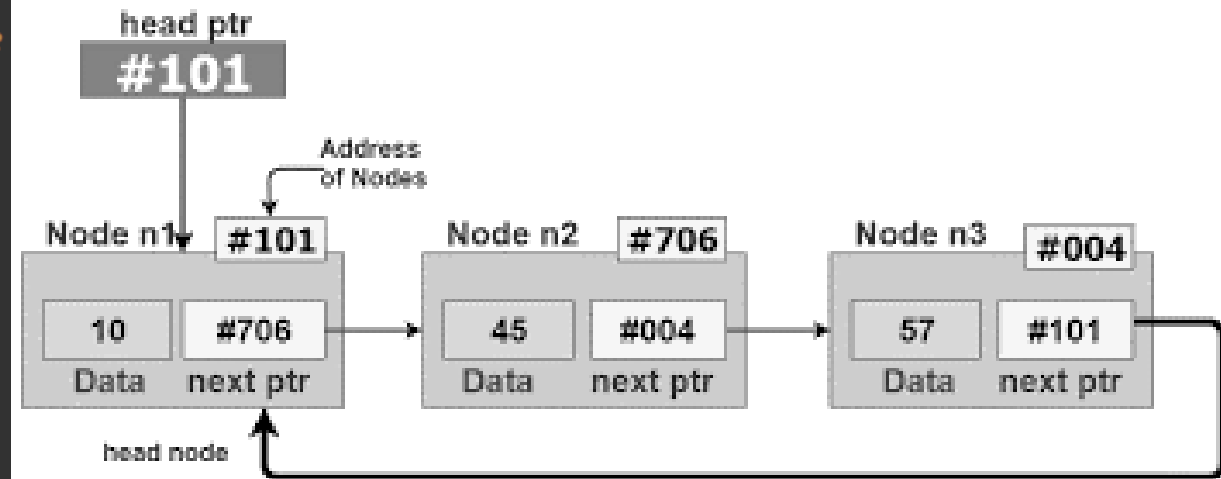 head ptr
#101
Address
of Nodes
Node n1 #101 Node n2 #706 Node n3 #004
10 #706 45 #004 57 #101
Data next ptr Data next ptr Data next ptr
head node